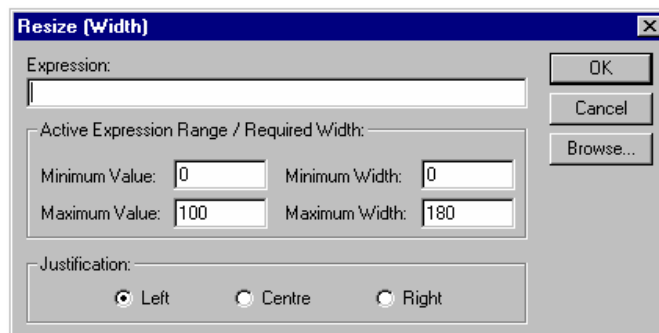 Resize (Width)
Expression:
OK
Cancel
Browse...
Active Expression Range / Required Width:
Minimum Value: 0 Minimum Width: 0
Maximum Value: 100 Maximum Width: 180
Justification:
Left Centre Right